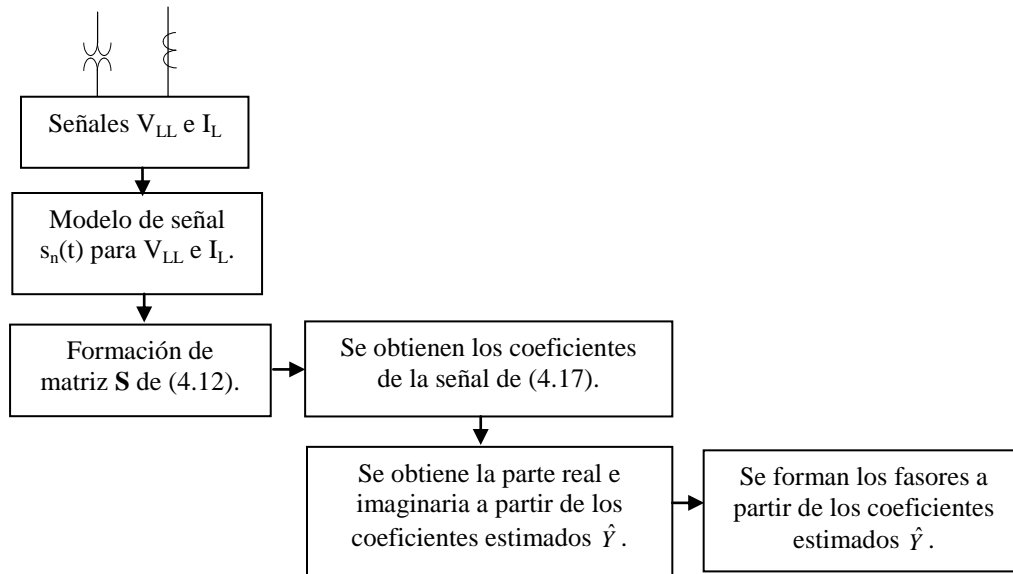 Señales V_LL e I_L
Modelo de señal
s_n(t) para V_LL e I_L.
Formación de
matriz S de (4.12).
Se obtienen los coeficientes
de la señal de (4.17).
Se obtiene la parte real e
imaginaria a partir de los
coeficientes estimados Ŷ .
Se forman los fasores a
partir de los coeficientes
estimados Ŷ .